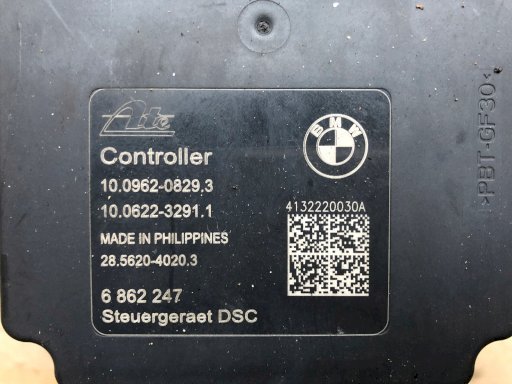 Ate
BMW
Controller
10.0962-0829.3
10.0622-3291.1
4132220030A
MADE IN PHILIPPINES
28.5620-4020.3
6 862 247
Steuergeraet DSC
>PBT-GF30<